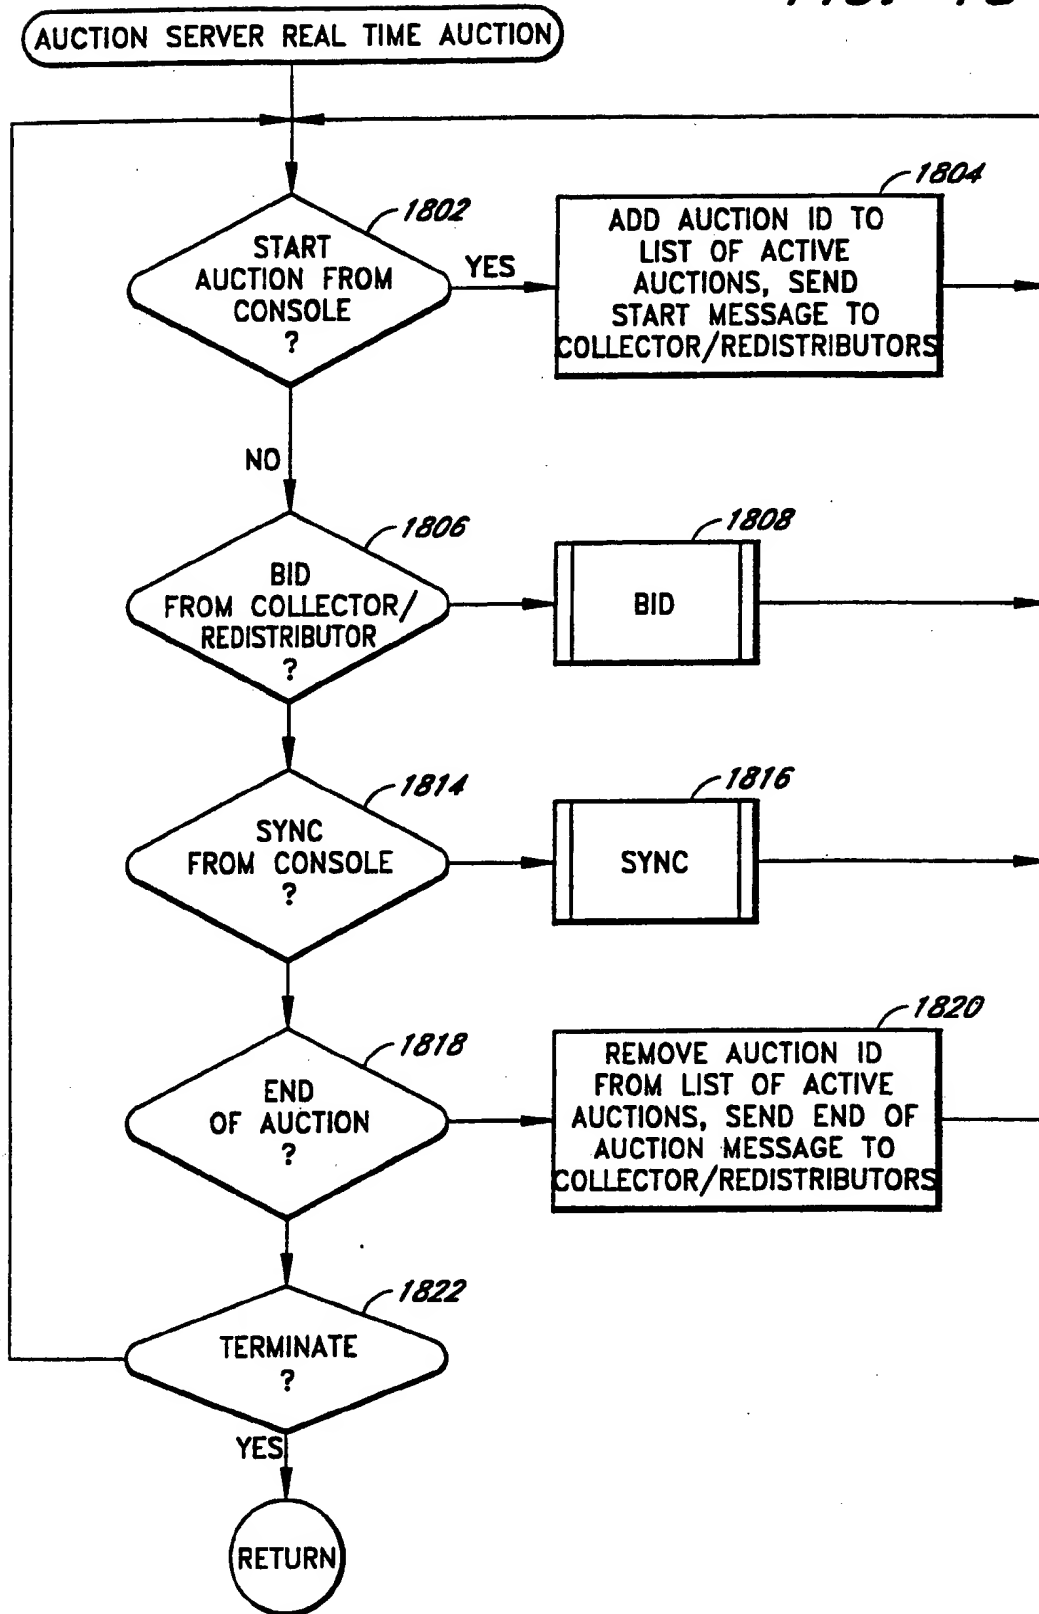 AUCTION SERVER REAL TIME AUCTION
1802
START
AUCTION FROM
CONSOLE
?
YES
1804
ADD AUCTION ID TO
LIST OF ACTIVE
AUCTIONS, SEND
START MESSAGE TO
COLLECTOR/REDISTRIBUTORS
NO
1806
BID
FROM COLLECTOR/
REDISTRIBUTOR
?
1808
BID
1814
SYNC
FROM CONSOLE
?
1816
SYNC
1818
END
OF AUCTION
?
1820
REMOVE AUCTION ID
FROM LIST OF ACTIVE
AUCTIONS, SEND END OF
AUCTION MESSAGE TO
COLLECTOR/REDISTRIBUTORS
1822
TERMINATE
?
YES
RETURN